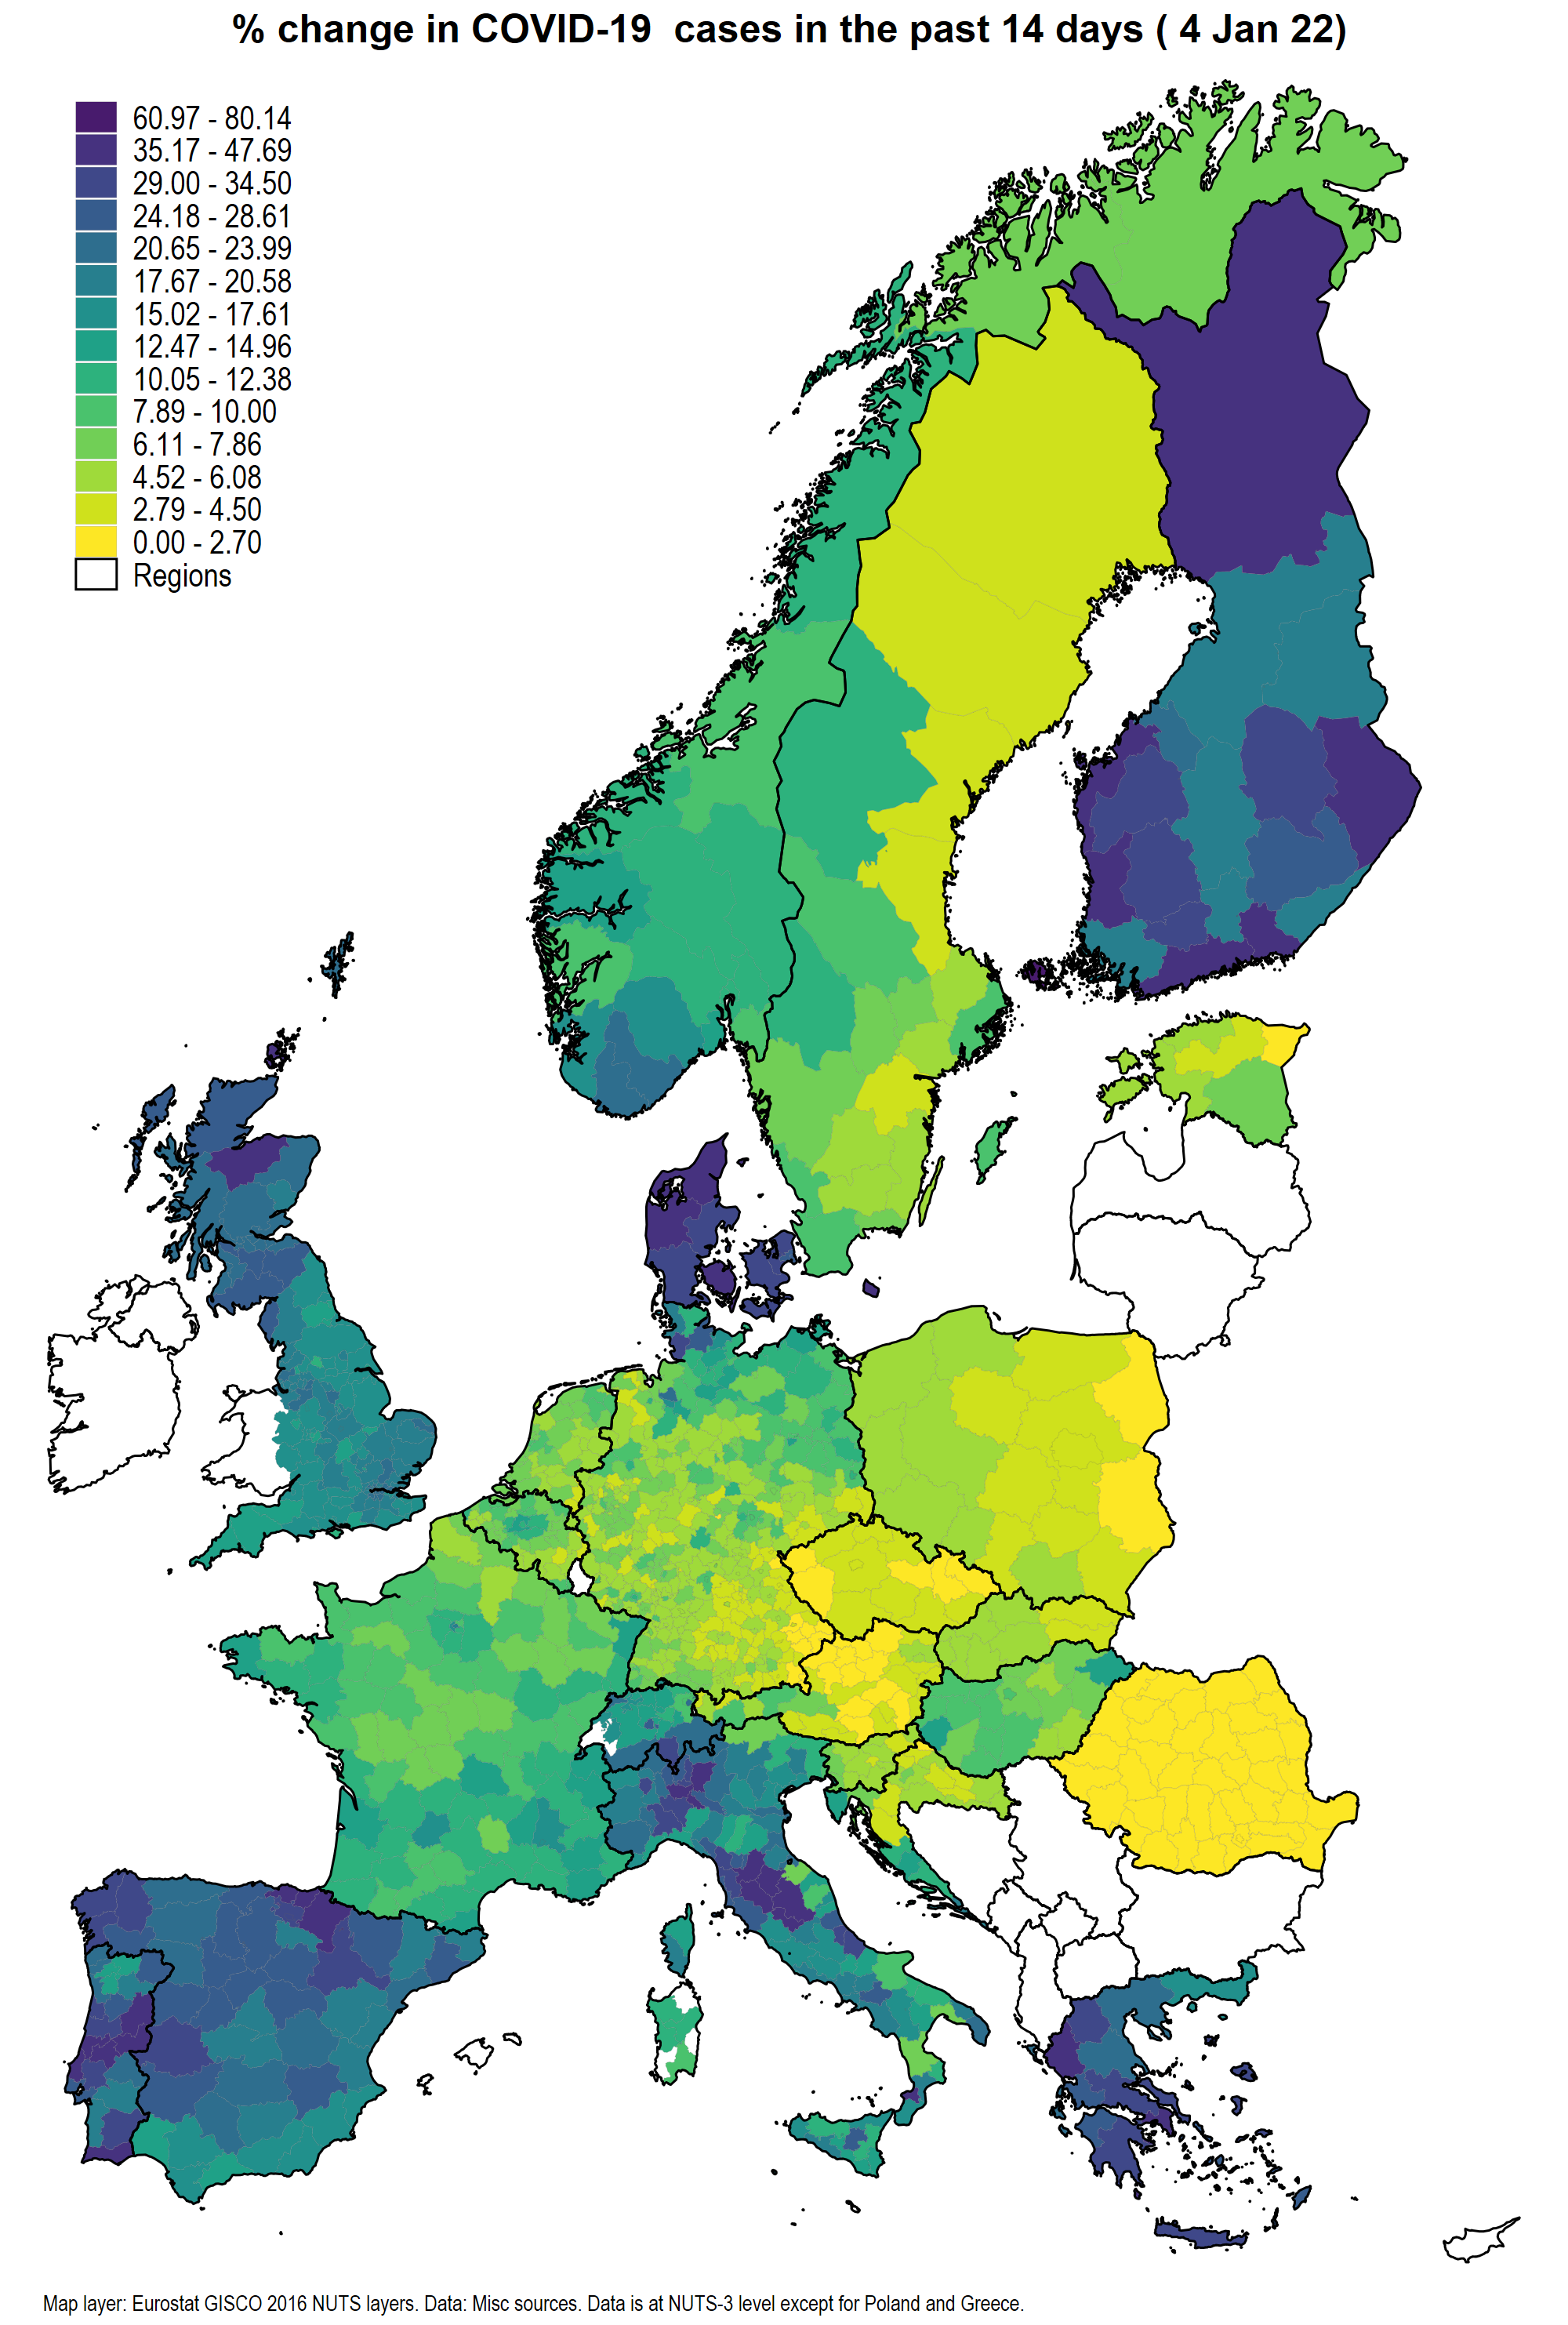 % change in COVID-19  cases in the past 14 days ( 4 Jan 22)
60.97 - 80.14
35.17 - 47.69
29.00 - 34.50
24.18 - 28.61
20.65 - 23.99
17.67 - 20.58
15.02 - 17.61
12.47 - 14.96
10.05 - 12.38
7.89 - 10.00
6.11 - 7.86
4.52 - 6.08
2.79 - 4.50
0.00 - 2.70
Regions
Map layer: Eurostat GISCO 2016 NUTS layers. Data: Misc sources. Data is at NUTS-3 level except for Poland and Greece.